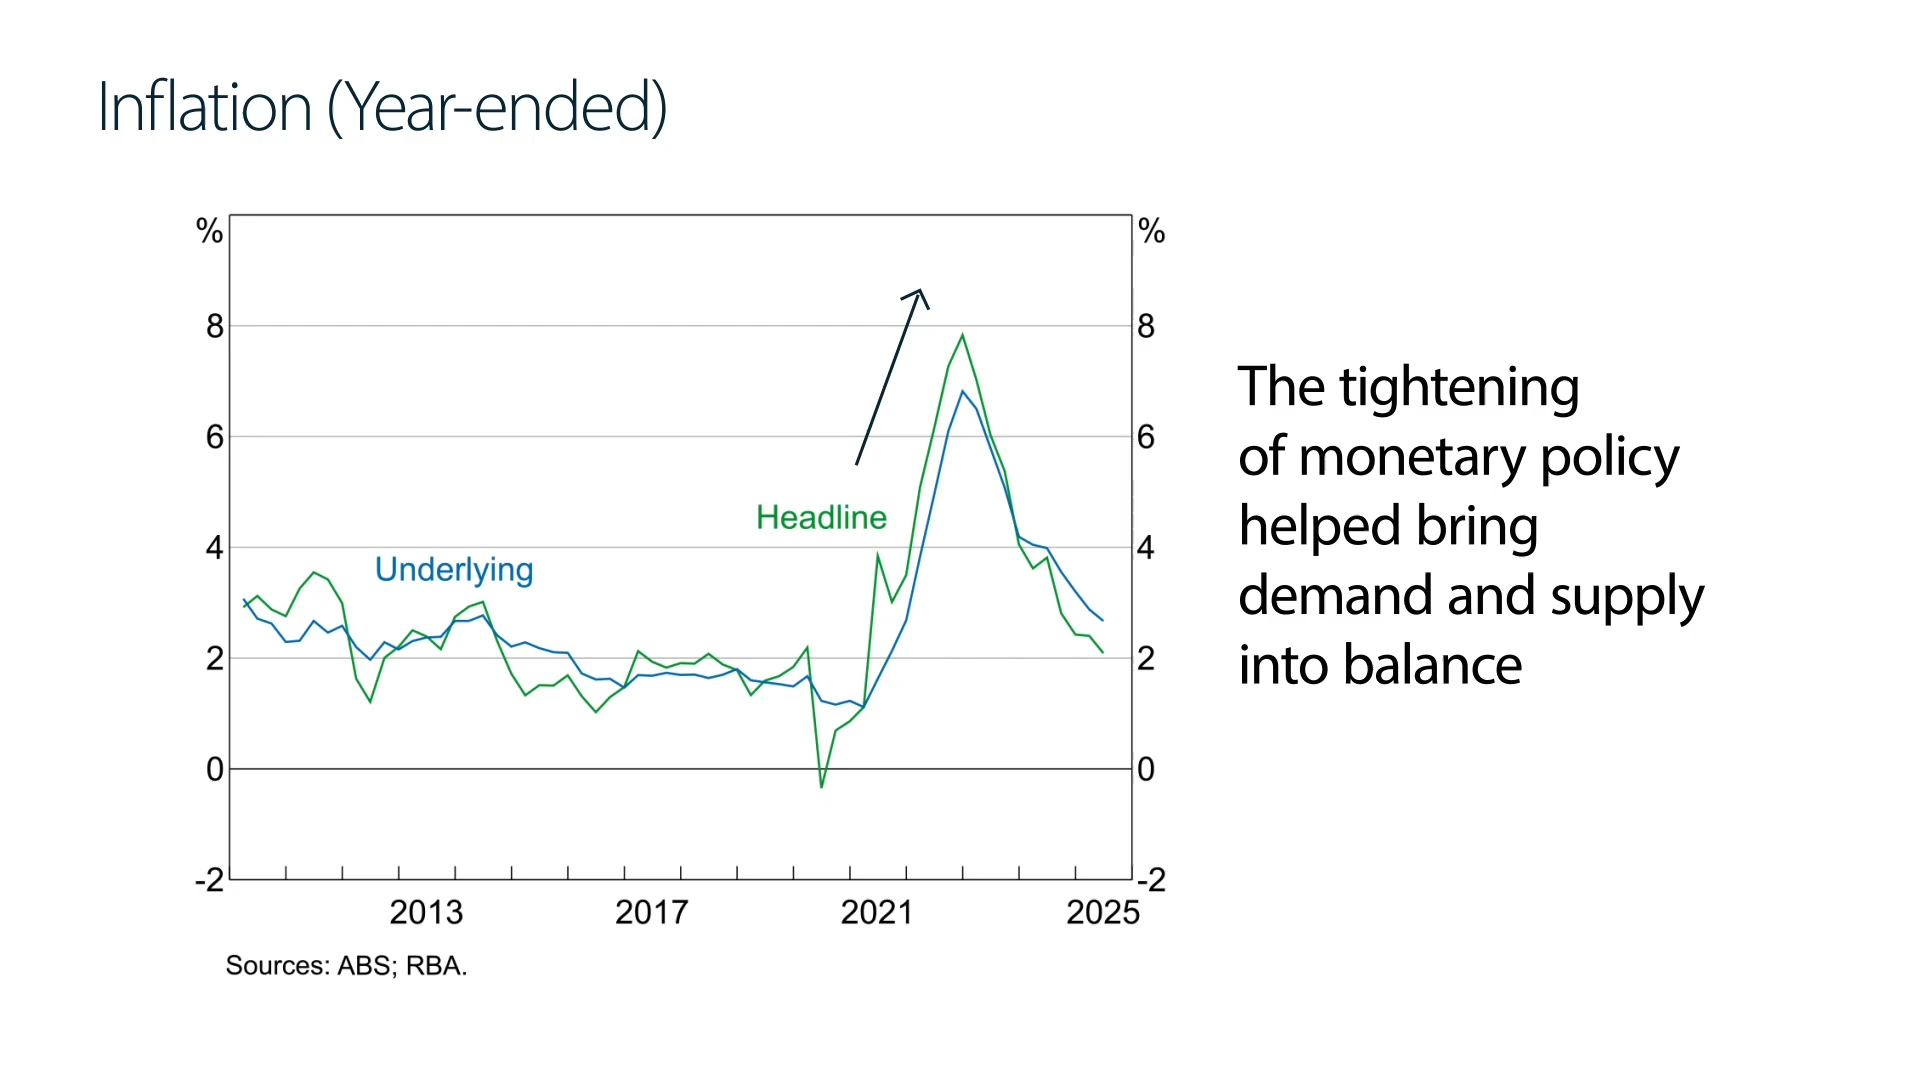 Inflation (Year-ended)
% %
8 8
6 6
Headline
4 4
Underlying
2 2
0 0
-2 -2
2013 2017 2021 2025
Sources: ABS; RBA.
The tightening
of monetary policy
helped bring
demand and supply
into balance